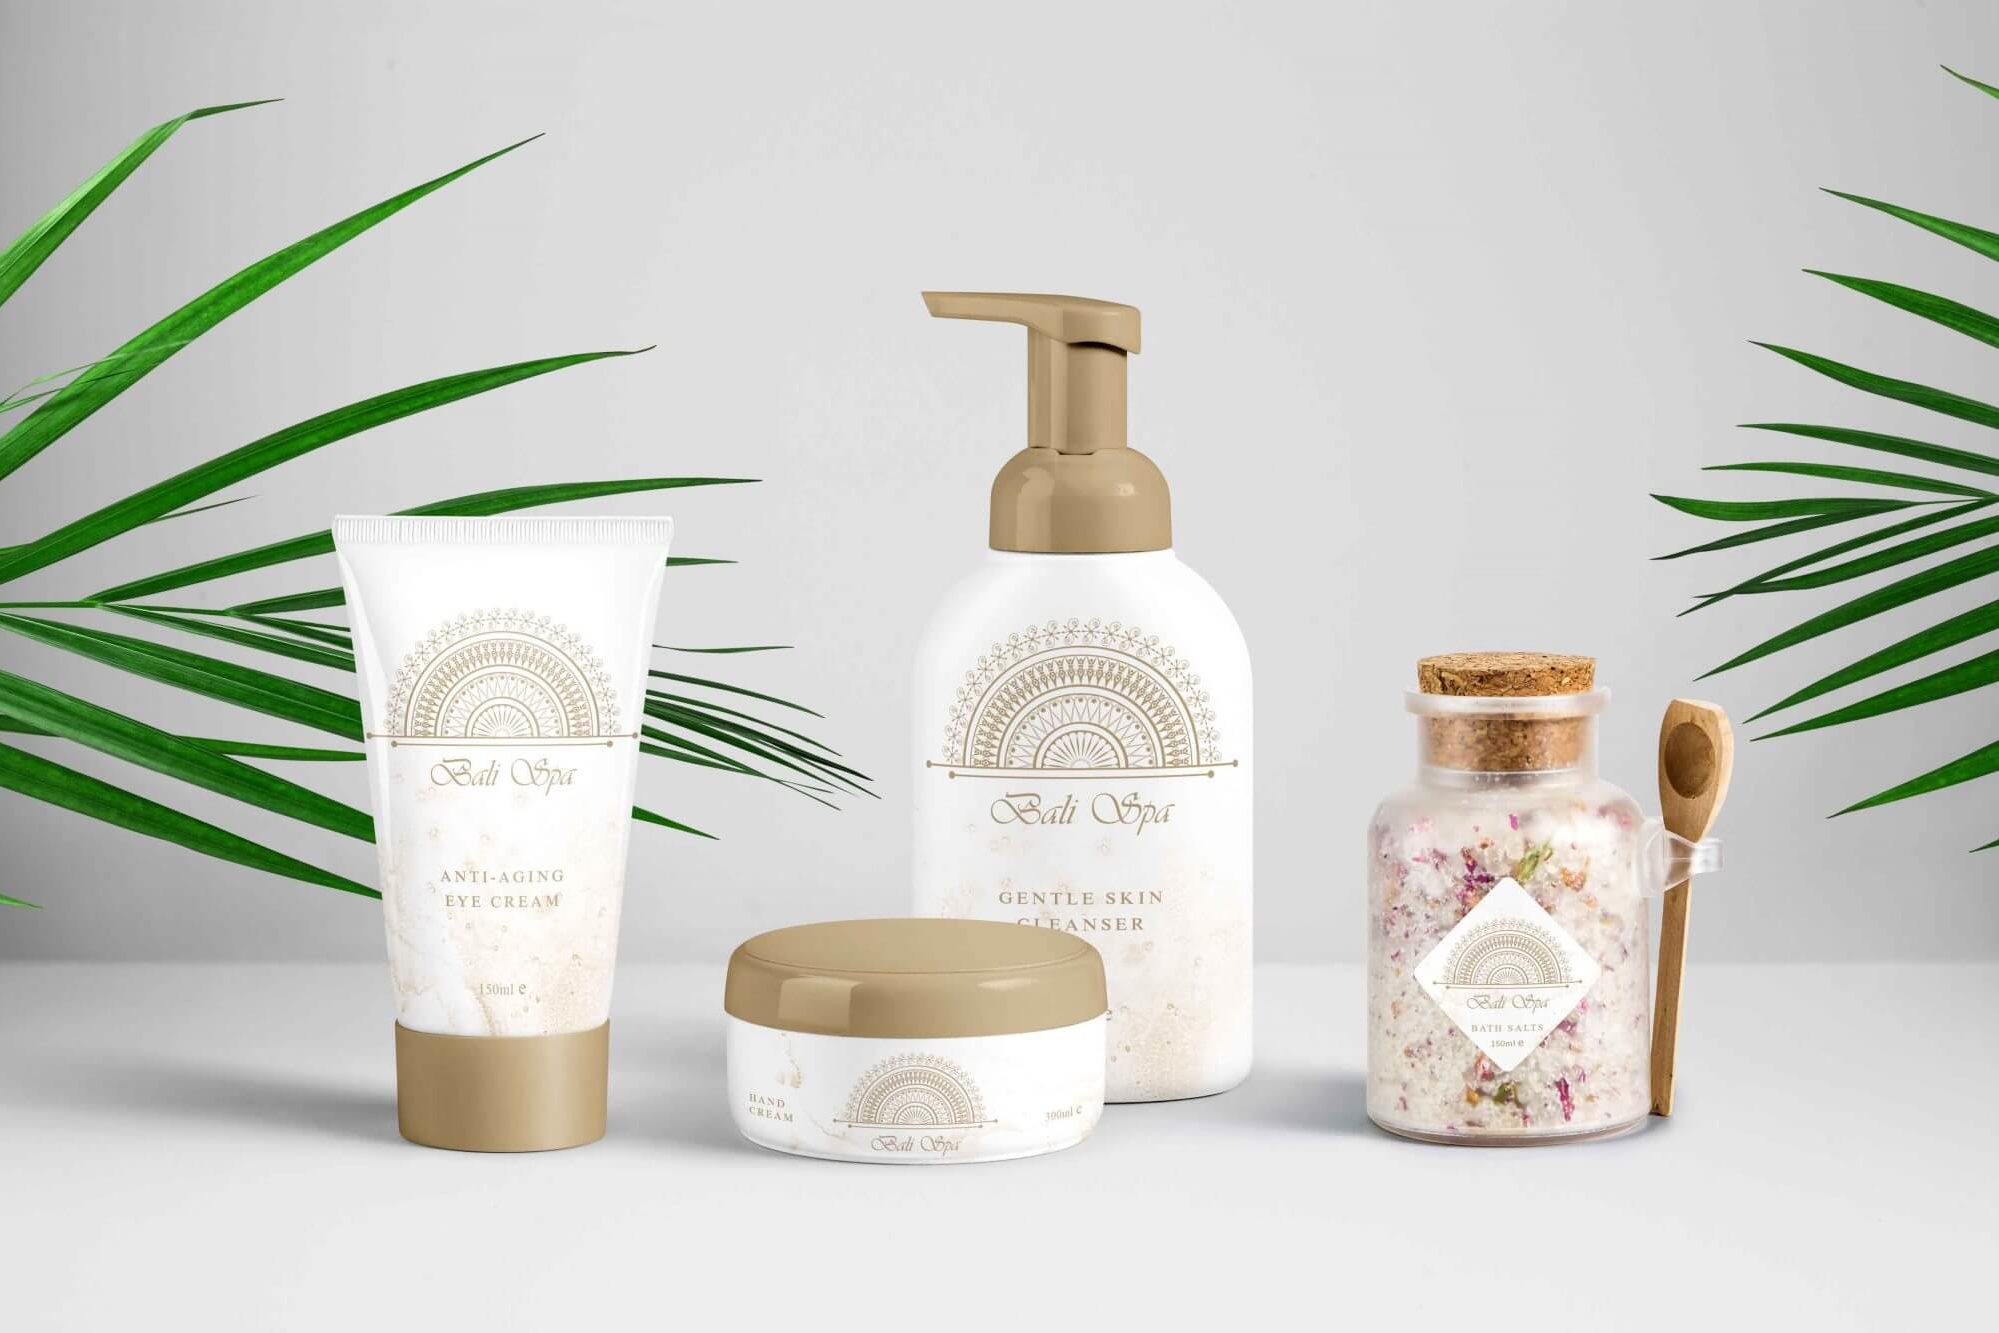 Bali Spa
ANTI-AGING
EYE CREAM
150ml e
Bali Spa
GENTLE SKIN
CLEANSER
e
HAND
CREAM
300ml e
Bali Spa
Bali Spa
BATH SALTS
150ml e